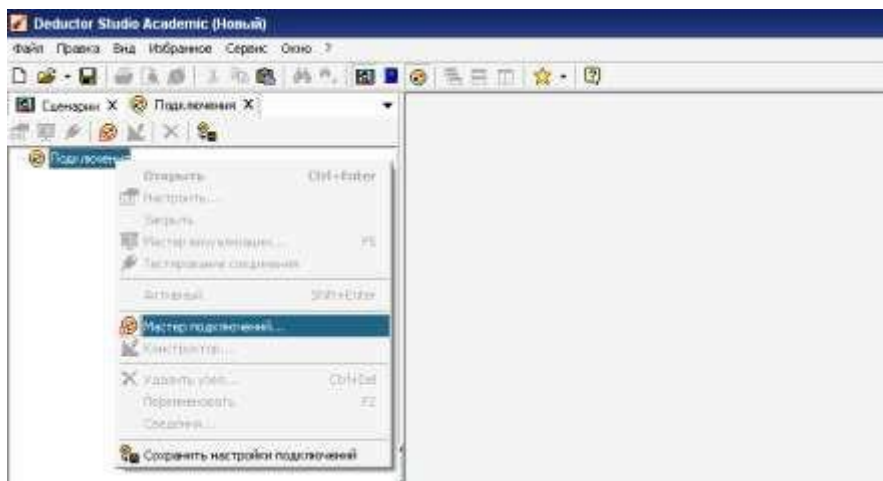 Deductor Studio Academic (Новый)
Файл Правка Вид Избранное Сервис Окно ?
Сценарии X Подключения X
Подключения
Открыть Ctrl+Enter
Настроить...
Закрыть
Мастер визуализации... F5
Тестирование соединения
Активный Shift+Enter
Мастер подключений...
Конструктор...
Удалить узел... Ctrl+Del
Переименовать F2
Сведения...
Сохранить настройки подключений